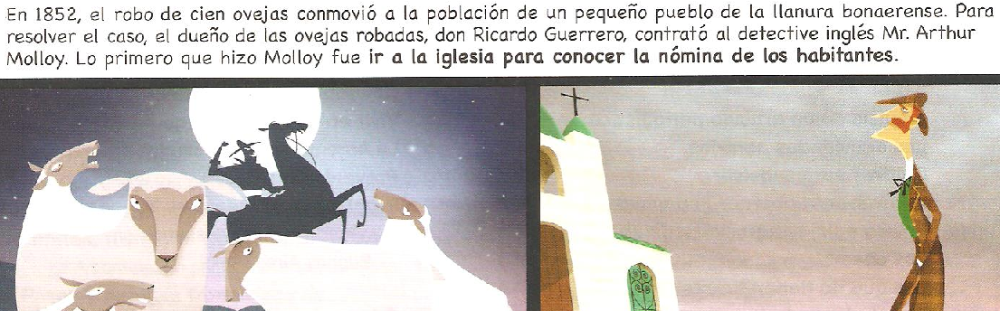 En 1852, el robo de cien ovejas conmovió a la población de un pequeño pueblo de la llanura bonaerense. Para
resolver el caso, el dueño de las ovejas robadas, don Ricardo Guerrero, contrató al detective inglés Mr. Arthur
Molloy. Lo primero que hizo Molloy fue ir a la iglesia para conocer la nómina de los habitantes.